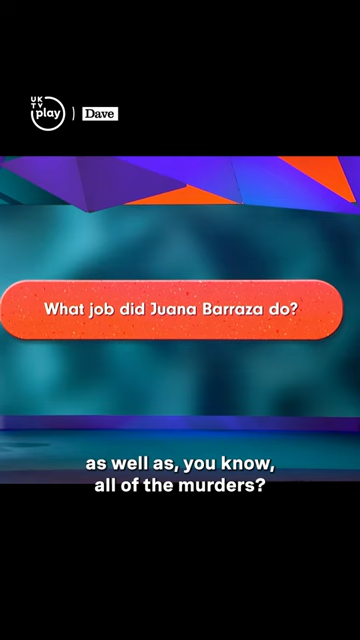 UK
TV
play
Dave
What job did Juana Barraza do?
as well as, you know,
all of the murders?